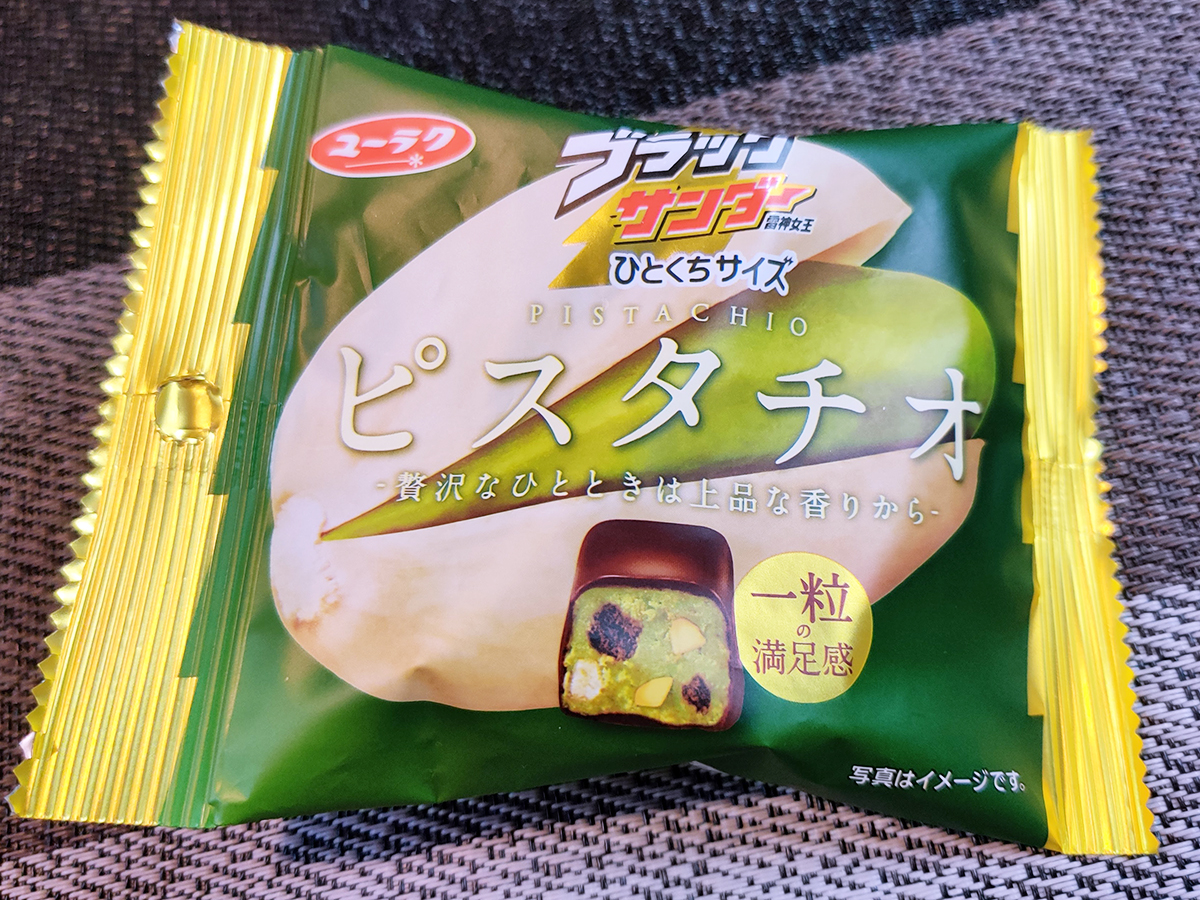 ユーラク
ブラック
サンダー
雷神女王
ひとくちサイズ
PISTACHIO
ピスタチオ
-贅沢なひとときは上品な香りから-
一粒
の
満足感
写真はイメージです。